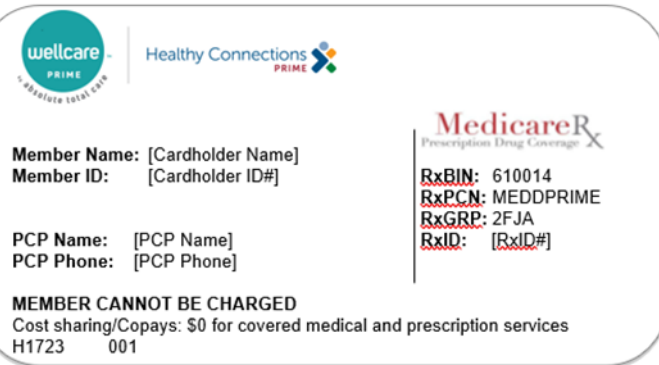 wellcare
PRIME
by absolute total care
Healthy Connections
PRIME
MedicareRx
Prescription Drug Coverage
Member Name: [Cardholder Name]
Member ID: [Cardholder ID#]
RxBIN: 610014
RxPCN: MEDDPRIME
RxGRP: 2FJA
RxID: [RxID#]
PCP Name: [PCP Name]
PCP Phone: [PCP Phone]
MEMBER CANNOT BE CHARGED
Cost sharing/Copays: $0 for covered medical and prescription services
H1723 001